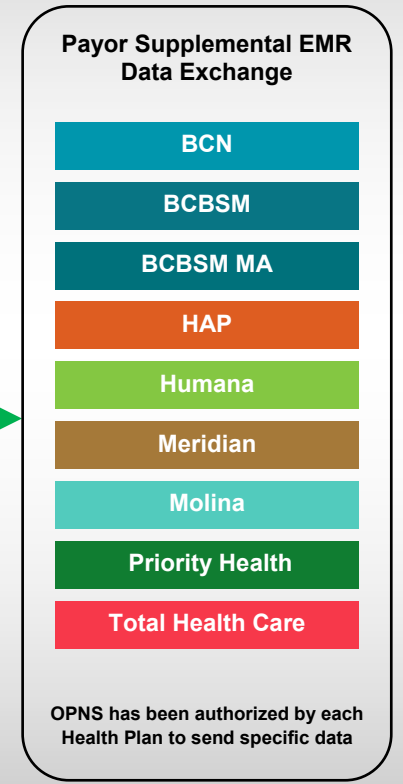 Payor Supplemental EMR
Data Exchange
BCN
BCBSM
BCBSM MA
HAP
Humana
Meridian
Molina
Priority Health
Total Health Care
OPNS has been authorized by each
Health Plan to send specific data